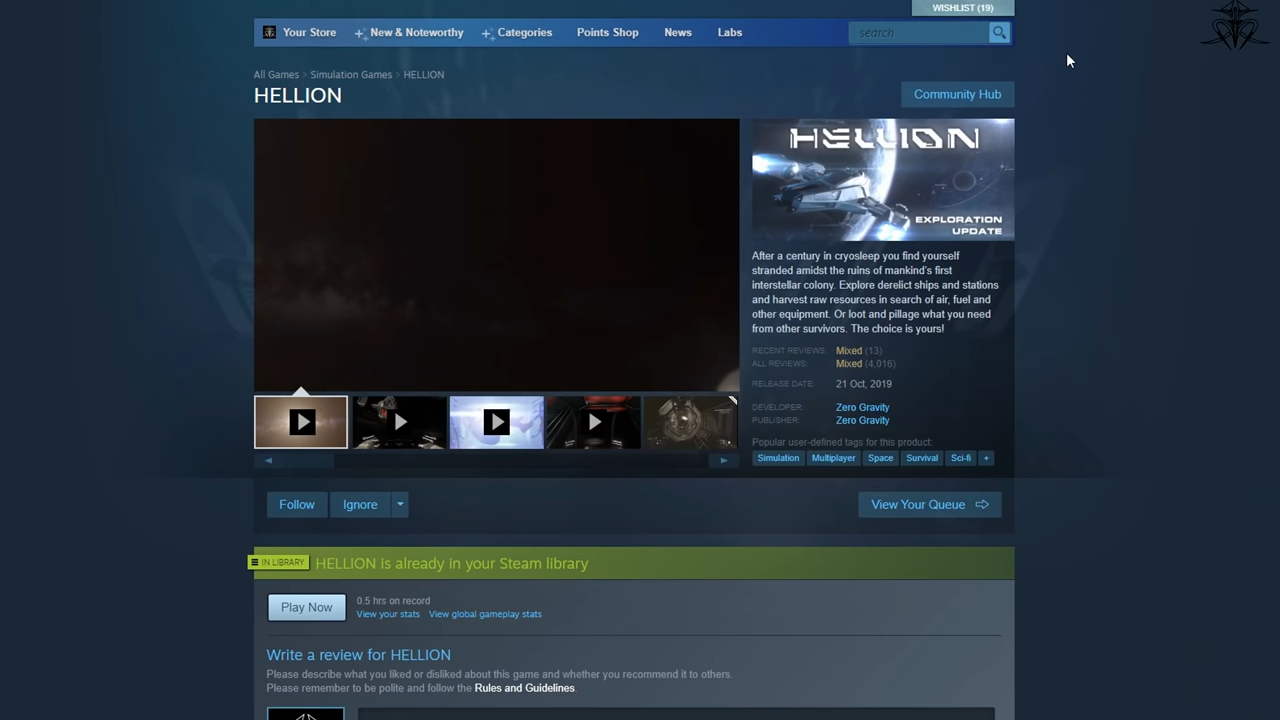 WISHLIST (19)
Your Store New & Noteworthy Categories Points Shop News Labs search
All Games > Simulation Games > HELLION
HELLION
Community Hub
HELLION
EXPLORATION
UPDATE
After a century in cryosleep you find yourself
stranded amidst the ruins of mankind's first
interstellar colony. Explore derelict ships and stations
and harvest raw resources in search of air, fuel and
other equipment. Or loot and pillage what you need
from other survivors. The choice is yours!
RECENT REVIEWS: Mixed (13)
ALL REVIEWS: Mixed (4,016)
RELEASE DATE: 21 Oct, 2019
DEVELOPER: Zero Gravity
PUBLISHER: Zero Gravity
Popular user-defined tags for this product:
Simulation Multiplayer Space Survival Sci-fi +
Follow Ignore View Your Queue
IN LIBRARY HELLION is already in your Steam library
Play Now
0.5 hrs on record
View your stats View global gameplay stats
Write a review for HELLION
Please describe what you liked or disliked about this game and whether you recommend it to others.
Please remember to be polite and follow the Rules and Guidelines.